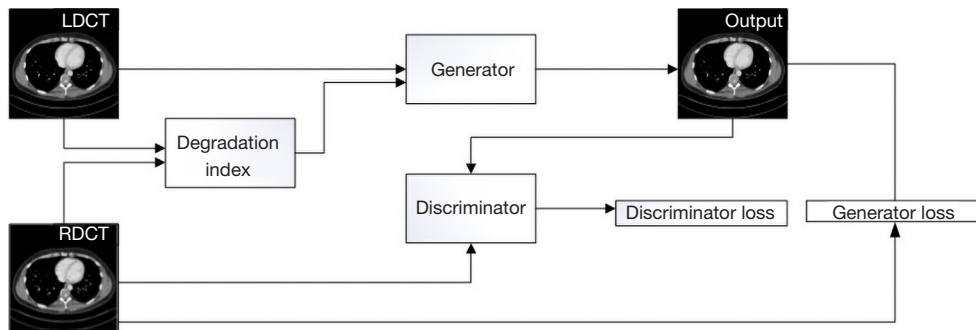 LDCT
Output
Generator
Degradation
index
Discriminator
Discriminator loss
Generator loss
RDCT